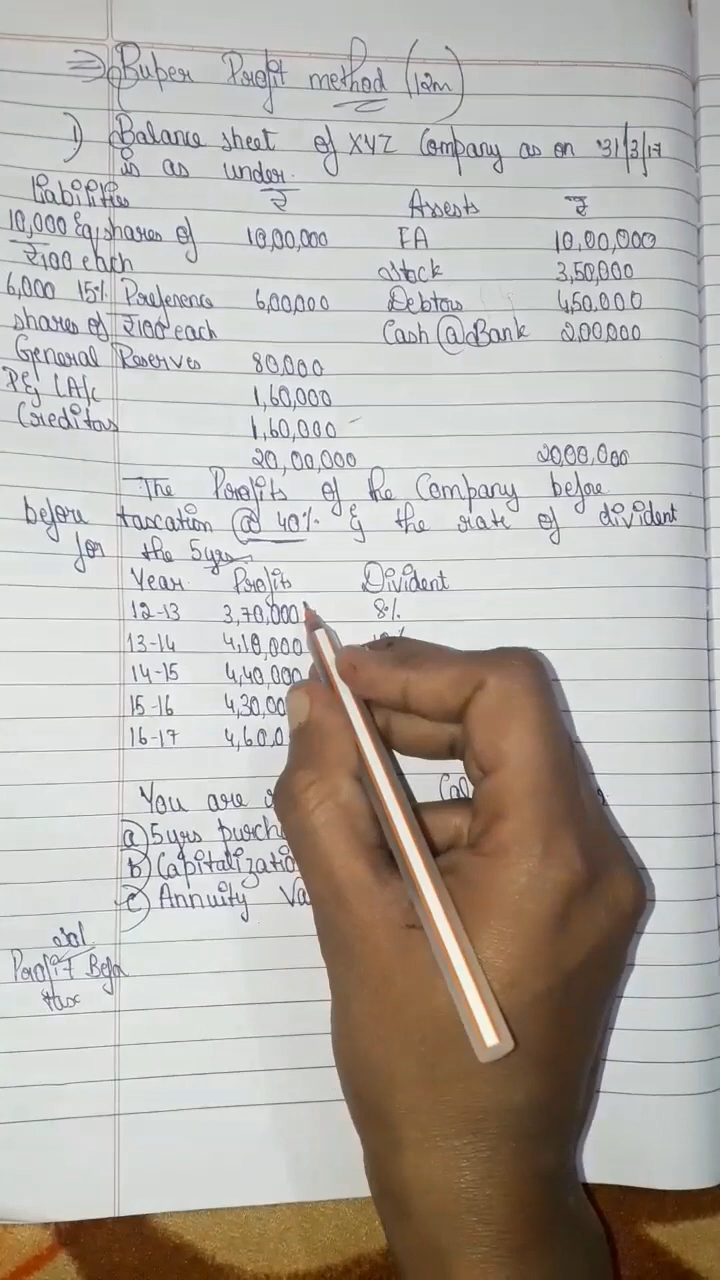 => Super Profit method (12m)
1) Balance sheet of XYZ Company as on 31/3/17
is as under.
Liabilities ₹ Assests ₹
10,000 Eq. shares of 10,00,000 FA 10,00,000
₹100 each stock 3,50,000
6,000 15% Preference 6,00,000 Debtors 4,50,000
shares of ₹100 each Cash @ Bank 2,00,000
General Reserves 80,000
P&L A/c 1,60,000
Creditors 1,60,000
20,00,000 2000,000
The Profits of the Company before
before taxcation @ 40% & the rate of divident
for the 5yrs
Year Profit Divident
12-13 3,70,000 8%
13-14 4,10,000
14-15 4,40,000
15-16 4,30,00
16-17 4,60,0
You are Cal
a) 5yrs purch
b) Capitalizatio
c) Annuity Va
Sol
Profit Befo
tax